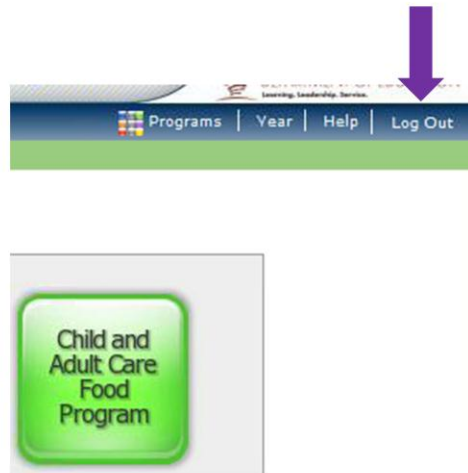 Learning. Leadership. Service.
Programs | Year | Help | Log Out
Child and
Adult Care
Food
Program